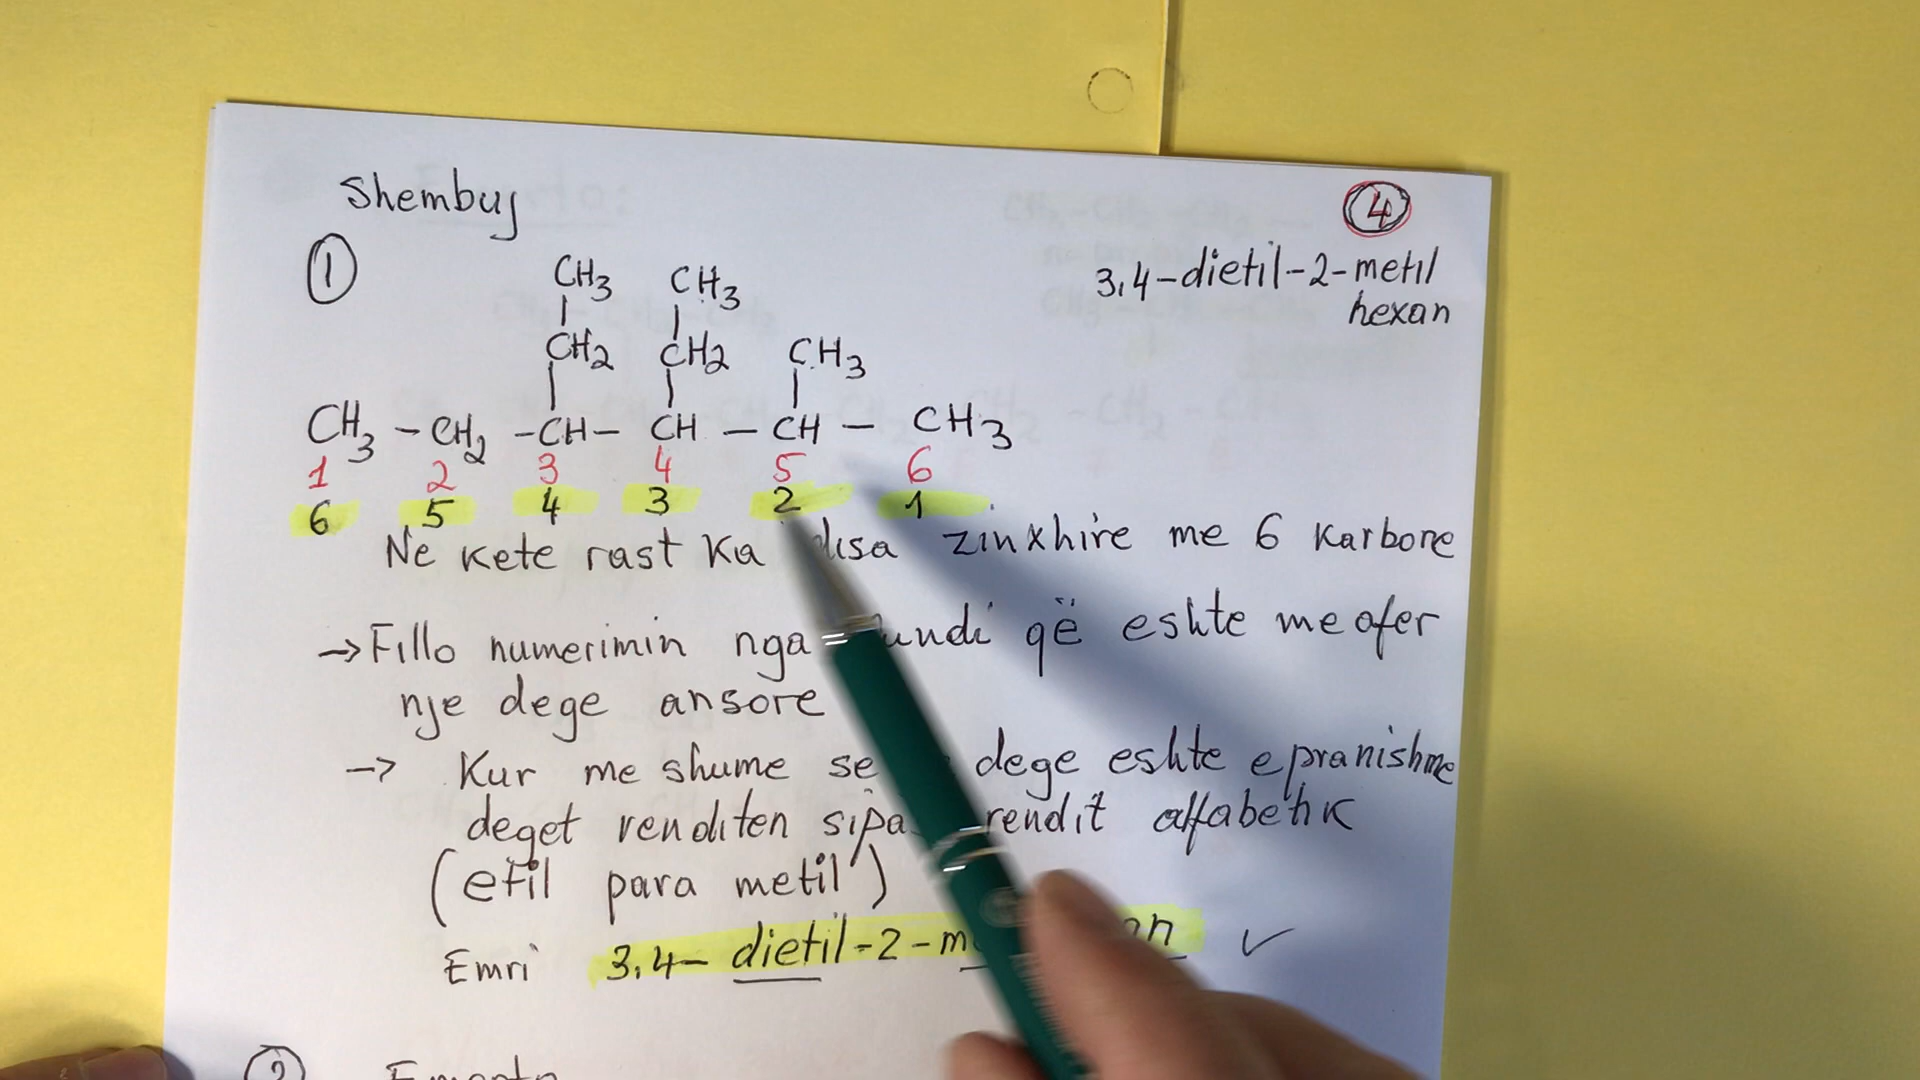 Shembuj
④
①
3,4-dietil-2-metil
hexan
CH3 CH3
CH2 CH2 CH3
CH3 - CH2 - CH - CH - CH - CH3
1 2 3 4 5 6
6 5 4 3 2 1
Ne kete rast ka disa zinxhire me 6 karbone
→ Fillo numerimin nga fundi që eshte me afer
nje dege ansore
→ Kur me shume se dege eshte e pranishme
deget renditen sipas rendit alfabetik
(etil para metil)
Emri 3,4-dietil-2-
②